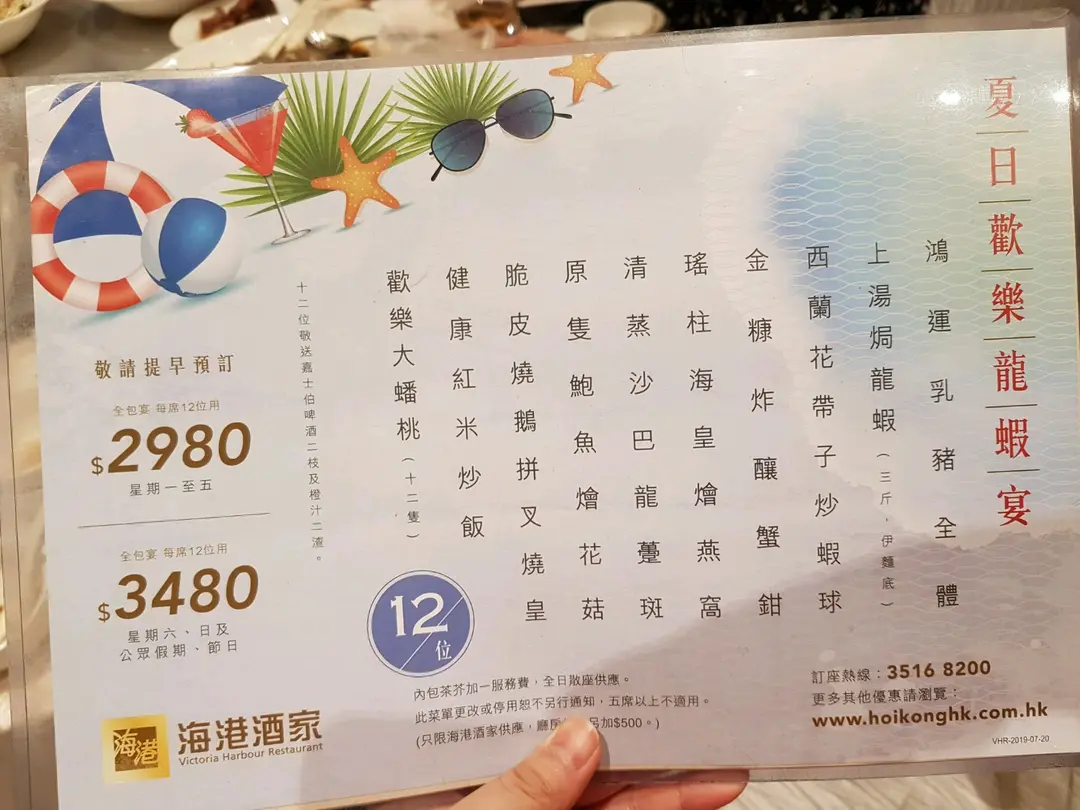 夏日歡樂龍蝦宴
鴻運乳豬全體
上湯焗龍蝦(三斤、伊麵底)
西蘭花帶子炒蝦球
金糠炸釀蟹鉗
瑤柱海皇燴燕窩
清蒸沙巴龍躉斑
原隻鮑魚燴花菇
脆皮燒鵝拼叉燒皇
健康紅米炒飯
歡樂大蟠桃(十二隻)
十二位敬送嘉士伯啤酒二枝及橙汁二渣。
敬請提早預訂
全包宴 每席12位用
$2980
星期一至五
全包宴 每席12位用
$3480
星期六、日及
公眾假期、節日
12位
內包茶芥加一服務費,全日散座供應。
此菜單更改或停用恕不另行通知,五席以上不適用。
(只限海港酒家供應,廳房 另加$500。)
訂座熱線:3516 8200
更多其他優惠請瀏覽:
www.hoikonghk.com.hk
VHR-2019-07-20
海港
海港酒家
Victoria Harbour Restaurant